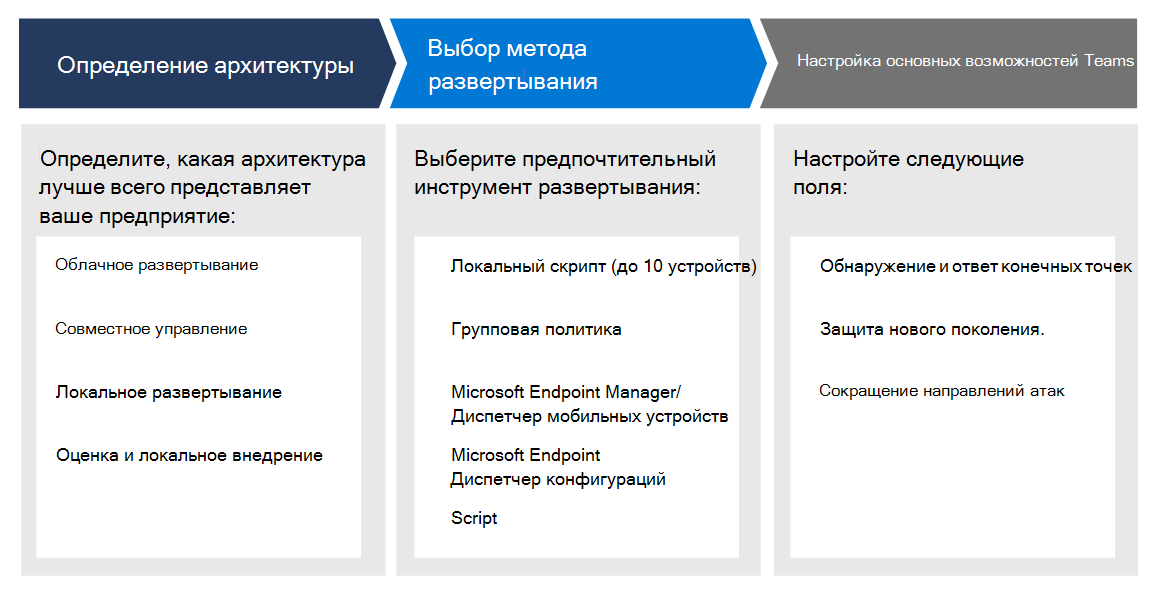 Определение архитектуры
Выбор метода
развертывания
Настройка основных возможностей Teams
Определите, какая архитектура
лучше всего представляет
ваше предприятие:
Облачное развертывание
Совместное управление
Локальное развертывание
Оценка и локальное внедрение
Выберите предпочтительный
инструмент развертывания:
Локальный скрипт (до 10 устройств)
Групповая политика
Microsoft Endpoint Manager/
Диспетчер мобильных устройств
Microsoft Endpoint
Диспетчер конфигураций
Script
Настройте следующие
поля:
Обнаружение и ответ конечных точек
Защита нового поколения.
Сокращение направлений атак